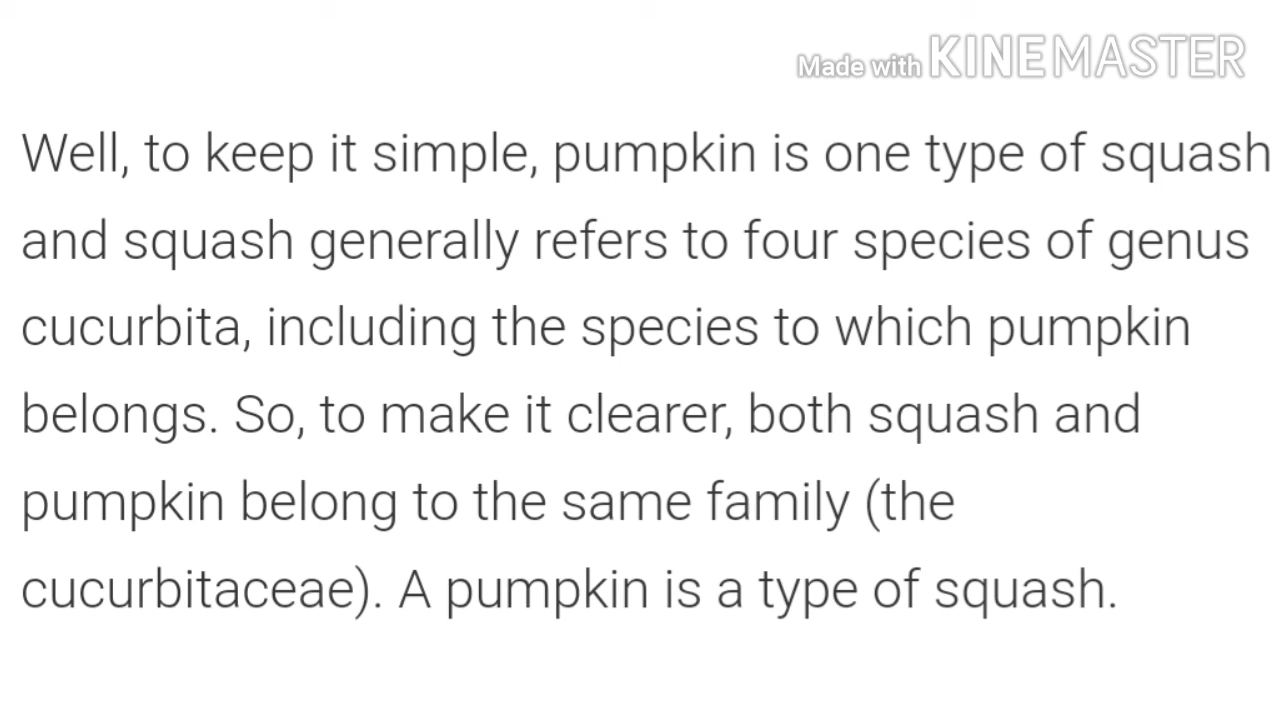 Made with KINEMASTER
Well, to keep it simple, pumpkin is one type of squash
and squash generally refers to four species of genus
cucurbita, including the species to which pumpkin
belongs. So, to make it clearer, both squash and
pumpkin belong to the same family (the
cucurbitaceae). A pumpkin is a type of squash.